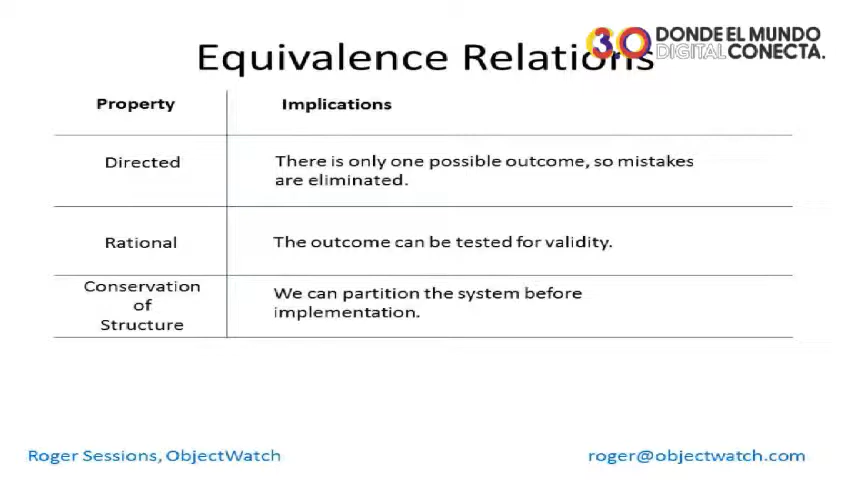 DONDE EL MUNDO
3.0 DIGITAL CONECTA.
Equivalence Relations
Property Implications
Directed
There is only one possible outcome, so mistakes
are eliminated.
Rational
The outcome can be tested for validity.
Conservation
of
Structure
We can partition the system before
implementation.
Roger Sessions, ObjectWatch
roger@objectwatch.com